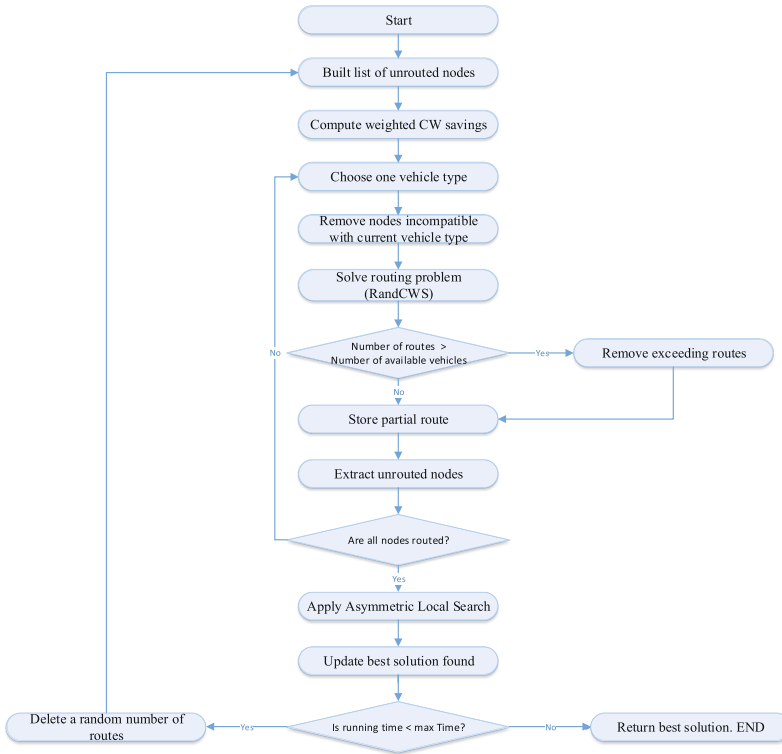 Start
Built list of unrouted nodes
Compute weighted CW savings
Choose one vehicle type
Remove nodes incompatible
with current vehicle type
Solve routing problem
(RandCWS)
Number of routes >
Number of available vehicles
Yes
Remove exceeding routes
No
No
Store partial route
Extract unrouted nodes
Are all nodes routed?
Yes
Apply Asymmetric Local Search
Update best solution found
Is running time < max Time?
Yes
Delete a random number of
routes
No
Return best solution. END